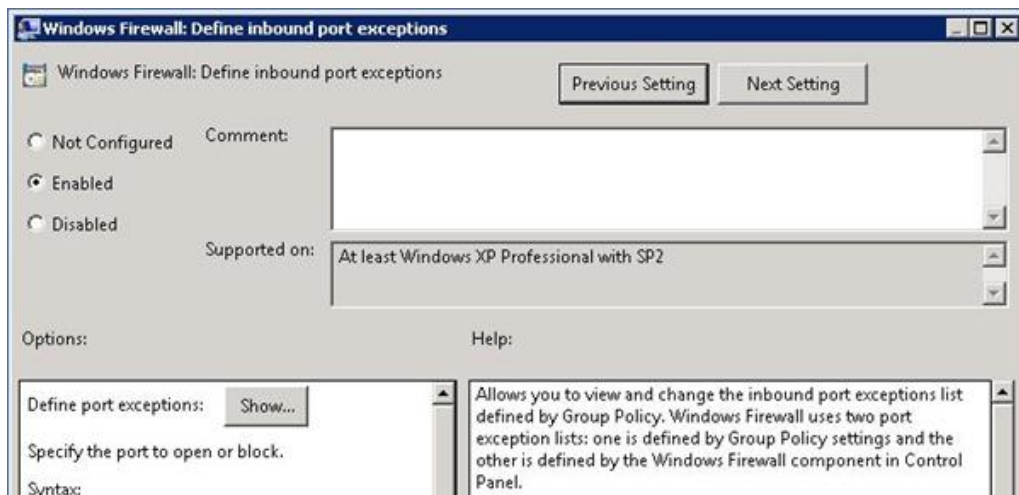 Windows Firewall: Define inbound port exceptions
Windows Firewall: Define inbound port exceptions
Previous Setting
Next Setting
Not Configured
Comment:
Enabled
Disabled
Supported on:
At least Windows XP Professional with SP2
Options:
Help:
Define port exceptions:
Show...
Specify the port to open or block.
Syntax:
Allows you to view and change the inbound port exceptions list
defined by Group Policy. Windows Firewall uses two port
exception lists: one is defined by Group Policy settings and the
other is defined by the Windows Firewall component in Control
Panel.